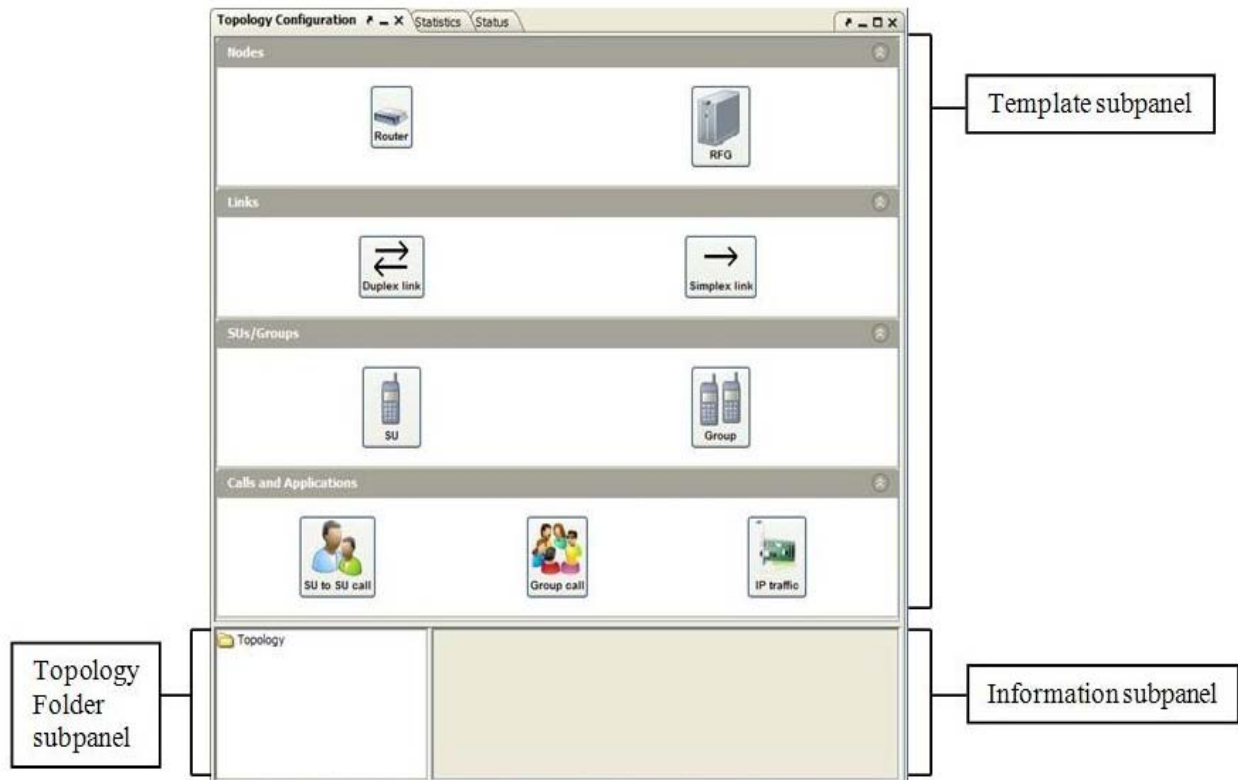 Topology Configuration
Statistics
Status
Nodes
Router
RFG
Links
Duplex link
Simplex link
SUs/Groups
SU
Group
Calls and Applications
SU to SU call
Group call
IP traffic
Topology
Template subpanel
Topology
Folder
subpanel
Information subpanel